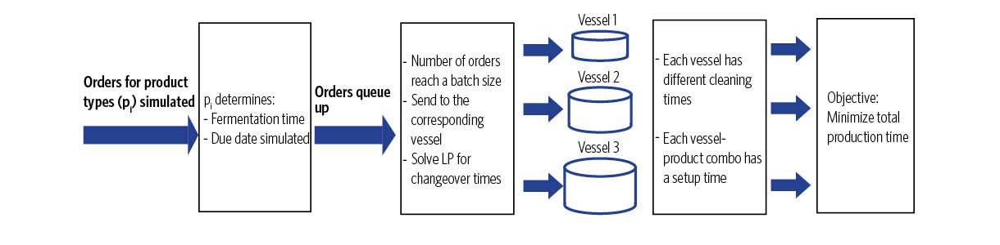 Orders for product
types (pi) simulated
pi determines:
- Fermentation time
- Due date simulated
Orders queue
up
- Number of orders
reach a batch size
- Send to the
corresponding
vessel
- Solve LP for
changeover times
Vessel 1
Vessel 2
Vessel 3
- Each vessel has
different cleaning
times
- Each vessel-
product combo has
a setup time
Objective:
Minimize total
production time